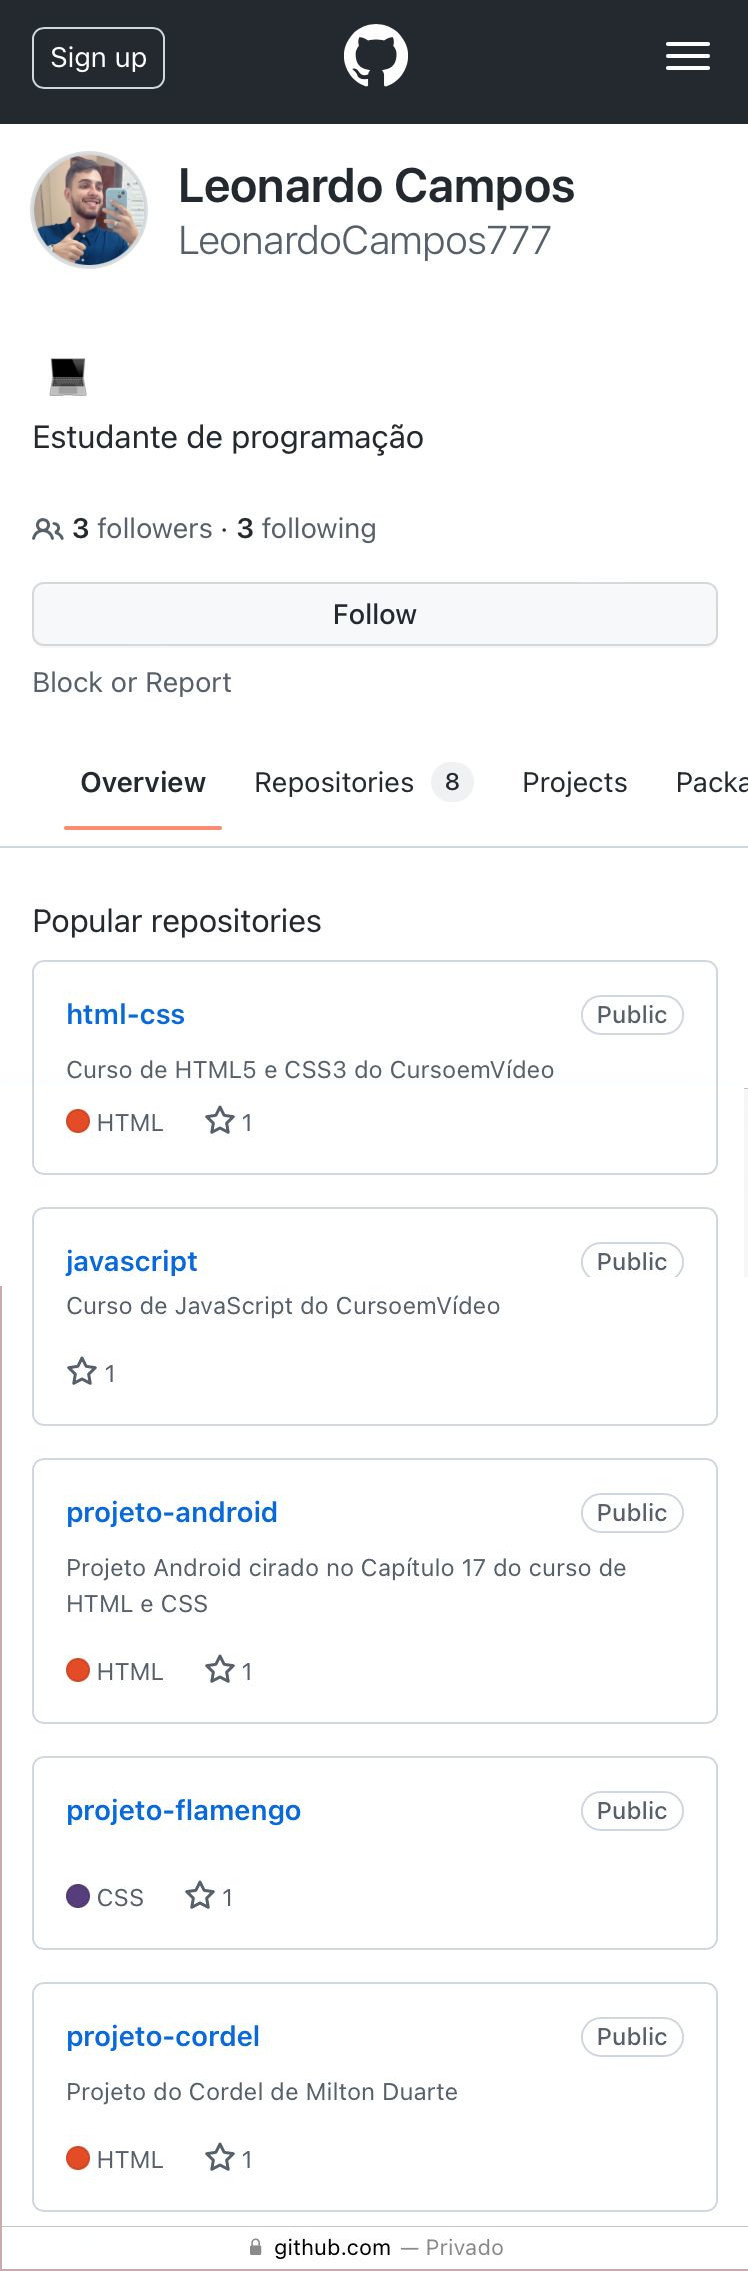 Sign up
Leonardo Campos
LeonardoCampos777
Estudante de programação
3 followers · 3 following
Follow
Block or Report
Overview Repositories 8 Projects Packa
Popular repositories
html-css Public
Curso de HTML5 e CSS3 do CursoemVídeo
HTML 1
javascript Public
Curso de JavaScript do CursoemVídeo
1
projeto-android Public
Projeto Android cirado no Capítulo 17 do curso de
HTML e CSS
HTML 1
projeto-flamengo Public
CSS 1
projeto-cordel Public
Projeto do Cordel de Milton Duarte
HTML 1
github.com — Privado